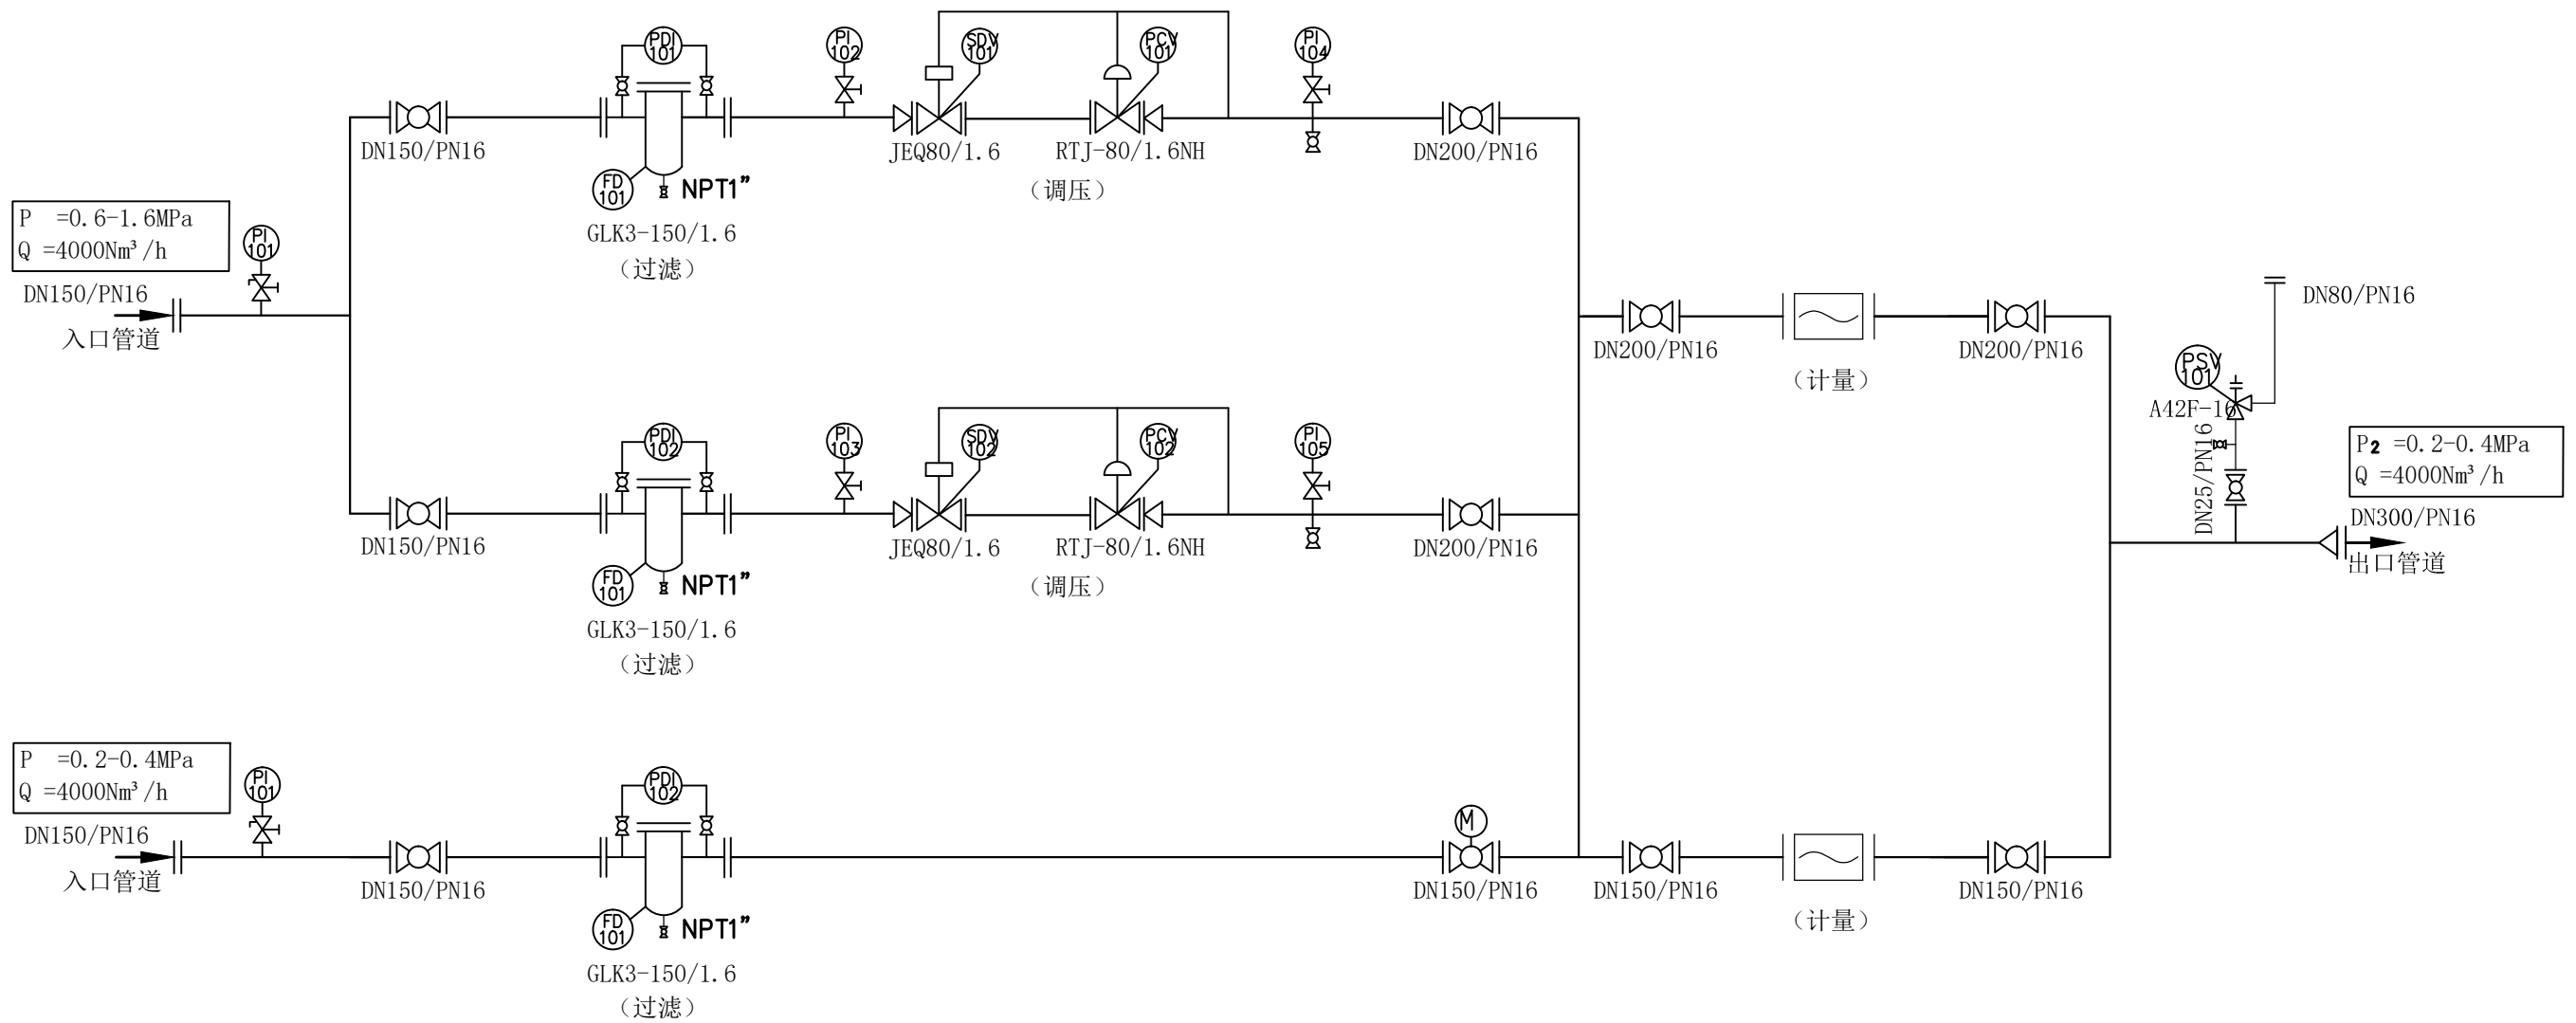 PDI
101
PI
102
SDV
101
PCV
101
PI
104
DN150/PN16
JEQ80/1.6
RTJ-80/1.6NH
DN200/PN16
FD
101
NPT1”
（调压）
GLK3-150/1.6
（过滤）
P =0.6-1.6MPa
Q =4000Nm³/h
PI
101
DN150/PN16
入口管道
DN80/PN16
DN200/PN16
DN200/PN16
（计量）
PSV
101
A42F-16
DN25/PN16
P2 =0.2-0.4MPa
Q =4000Nm³/h
DN300/PN16
出口管道
PDI
102
PI
103
SDV
102
PCV
102
PI
105
DN150/PN16
JEQ80/1.6
RTJ-80/1.6NH
DN200/PN16
FD
101
NPT1”
（调压）
GLK3-150/1.6
（过滤）
P =0.2-0.4MPa
Q =4000Nm³/h
PI
101
DN150/PN16
入口管道
PDI
102
M
DN150/PN16
DN150/PN16
DN150/PN16
DN150/PN16
FD
101
NPT1”
（计量）
GLK3-150/1.6
（过滤）